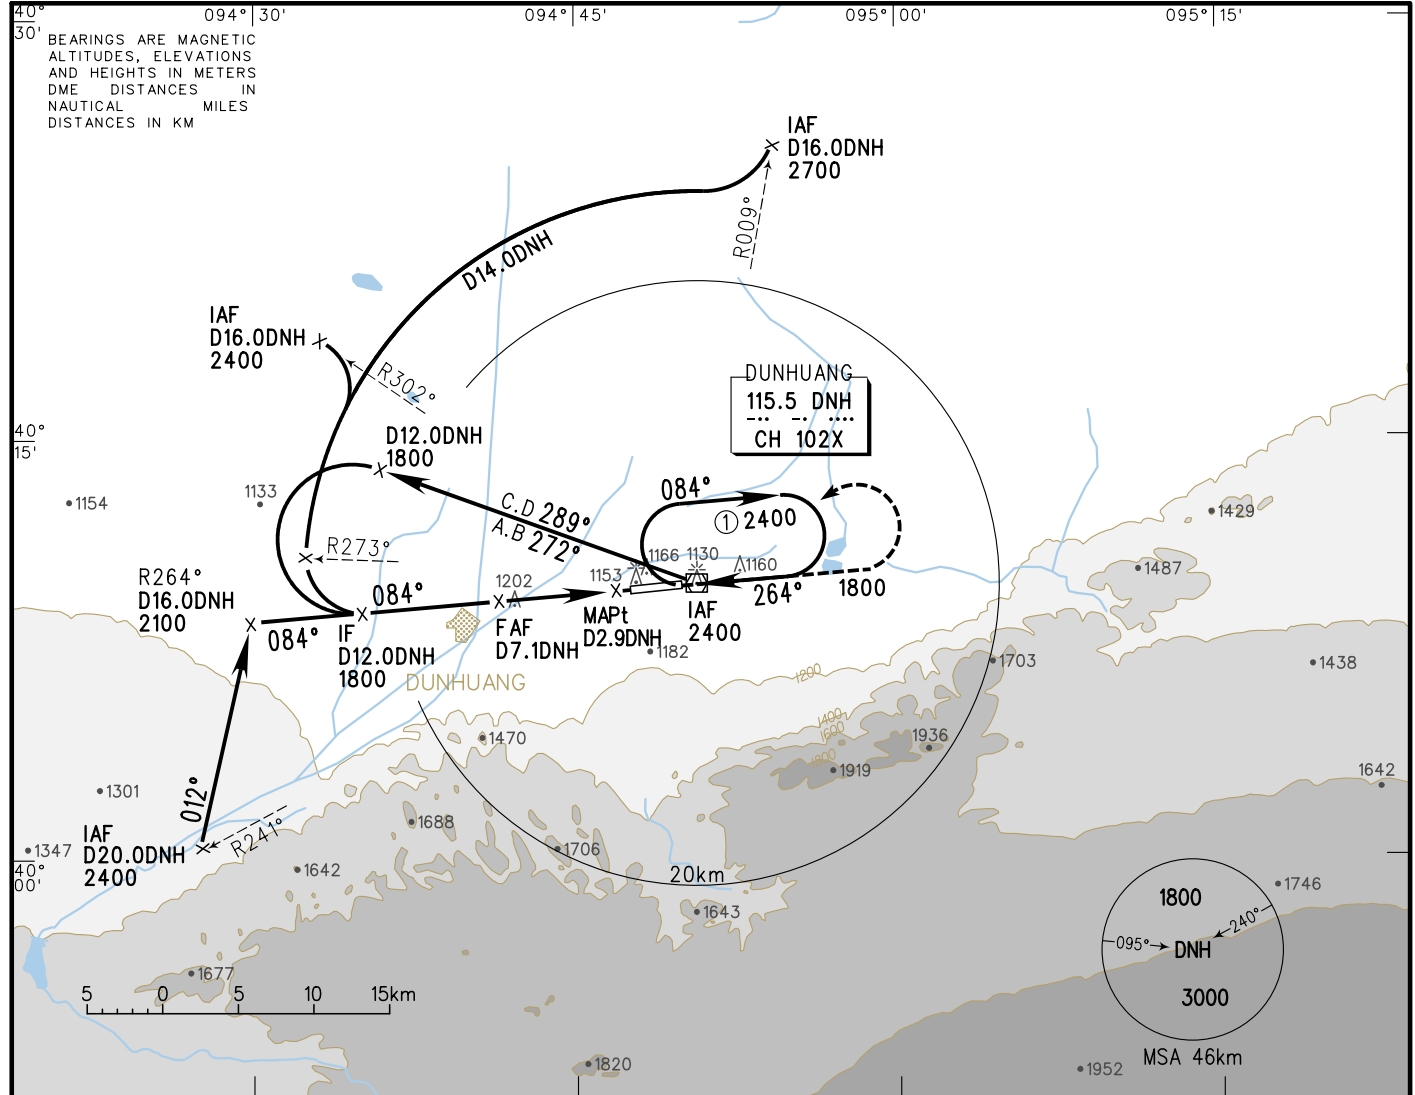 40°
30'
094°30'
094°45'
095°00'
095°15'
BEARINGS ARE MAGNETIC
ALTITUDES, ELEVATIONS
AND HEIGHTS IN METERS
DME DISTANCES IN
NAUTICAL MILES
DISTANCES IN KM
IAF
D16.0DNH
2700
R009°
D14.0DNH
IAF
D16.0DNH
2400
R302°
DUNHUANG
115.5 DNH
CH 102X
40°
15'
D12.0DNH
1800
1154
1133
C.D 289°
A.B 272°
084°
① 2400
1429
R273°
1166
1130
1160
1487
R264°
D16.0DNH
2100
084°
1202
1153
264°
1800
084°
IF
D12.0DNH
1800
FAF
D7.1DNH
MAPt
D2.9DNH
IAF
2400
1182
1703
1438
DUNHUANG
1200
1400
1600
1800
1470
1936
1919
1642
012°
1301
R241°
1688
IAF
D20.0DNH
2400
1347
40°
00'
1642
1706
20km
1643
1746
1800
240°
095°
DNH
3000
MSA 46km
1677
5 0 5 10 15km
1820
1952